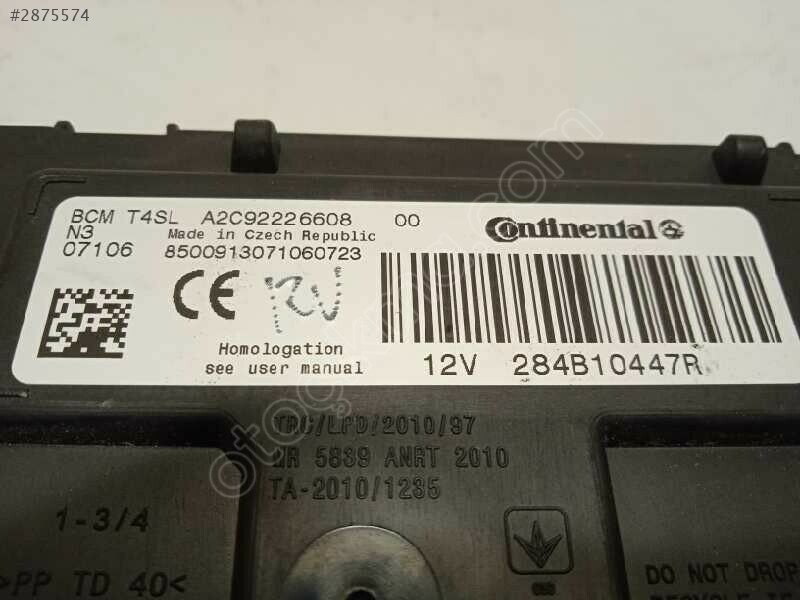 #2875574
BCM T4SL A2C92226608 00
N3 Made in Czech Republic
07106 8500913071060723
Continental
CE
Homologation
see user manual
12V 284B10447R
TRC/LPD/2010/97
MR 5839 ANRT 2010
TA-2010/1235
1-3/4
>PP TD 40<
DO NOT DROP